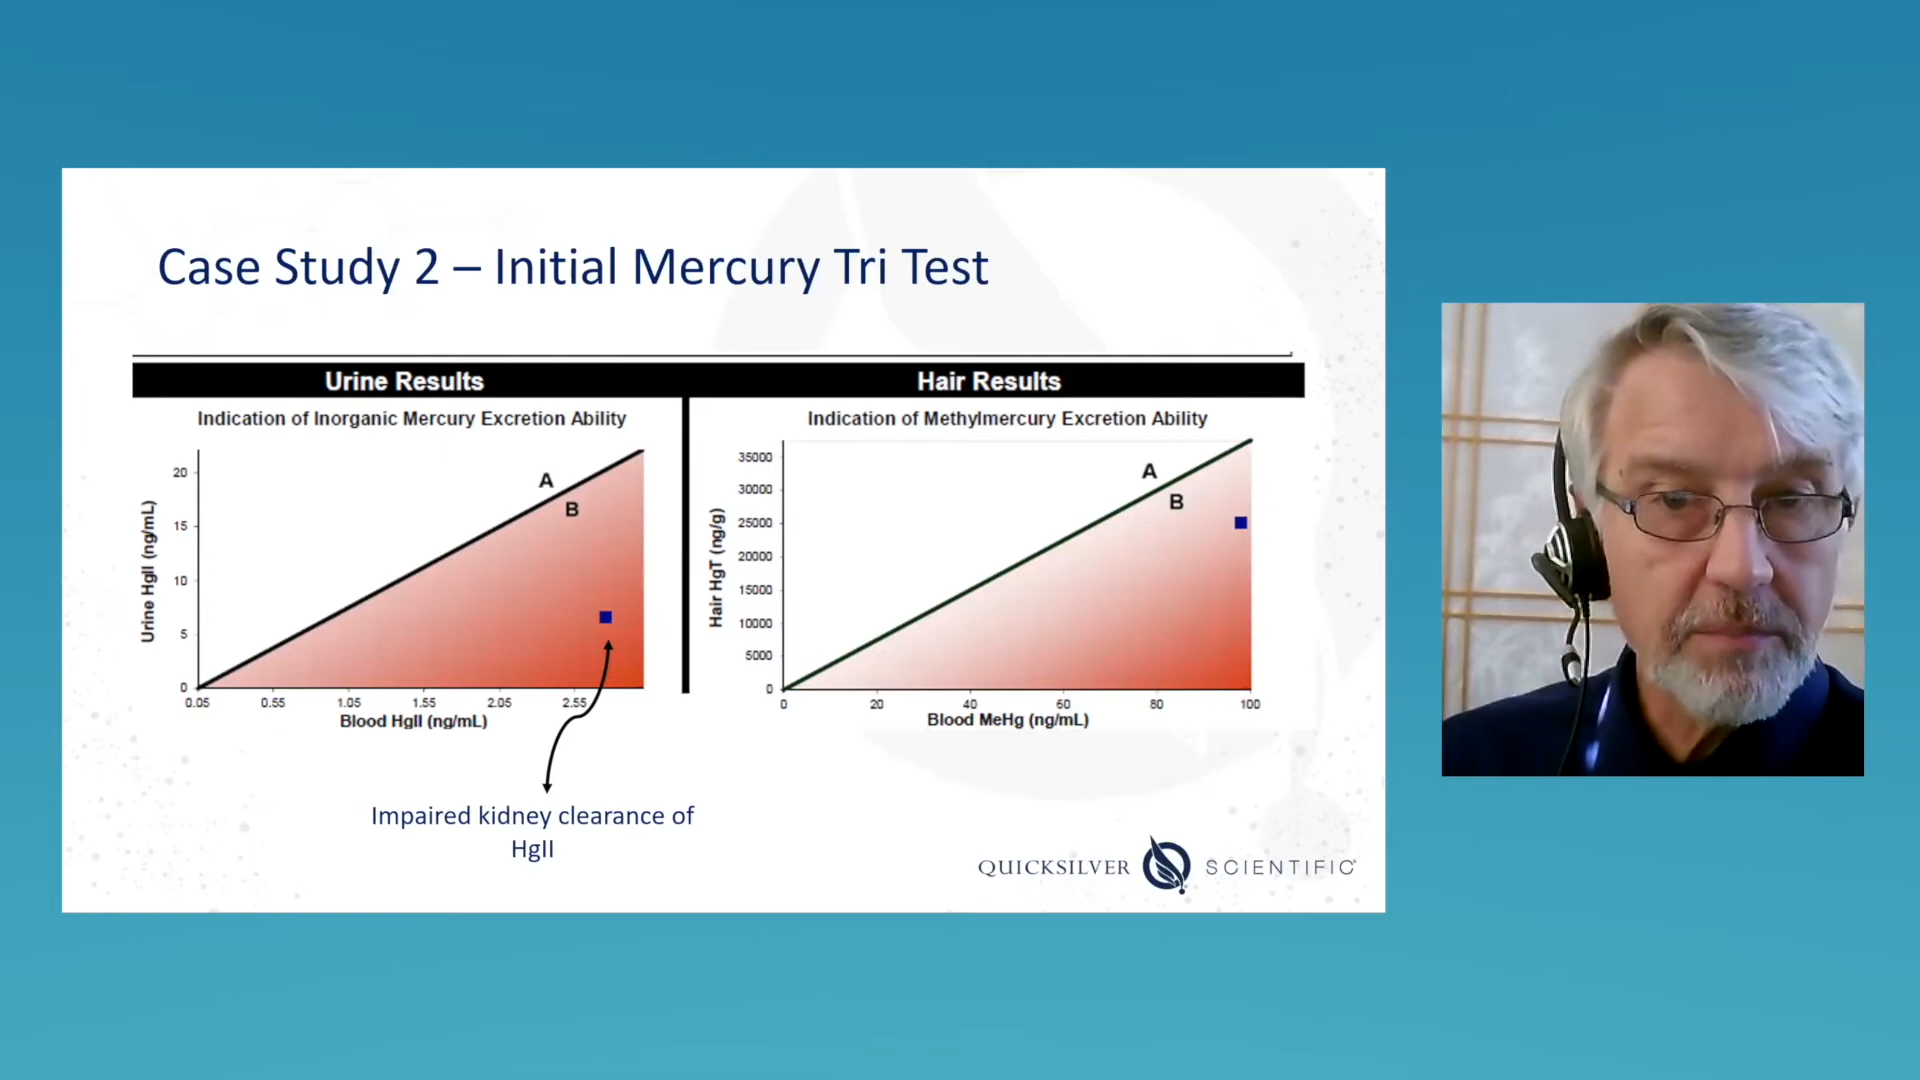 Case Study 2 – Initial Mercury Tri Test
Urine Results
Hair Results
Indication of Inorganic Mercury Excretion Ability
Urine HgII (ng/mL)
20
15
10
5
0
A
B
0.05 0.55 1.05 1.55 2.05 2.55
Blood HgII (ng/mL)
Indication of Methylmercury Excretion Ability
Hair HgT (ng/g)
35000
30000
25000
20000
15000
10000
5000
0
A
B
0 20 40 60 80 100
Blood MeHg (ng/mL)
Impaired kidney clearance of
HgII
QUICKSILVER SCIENTIFIC